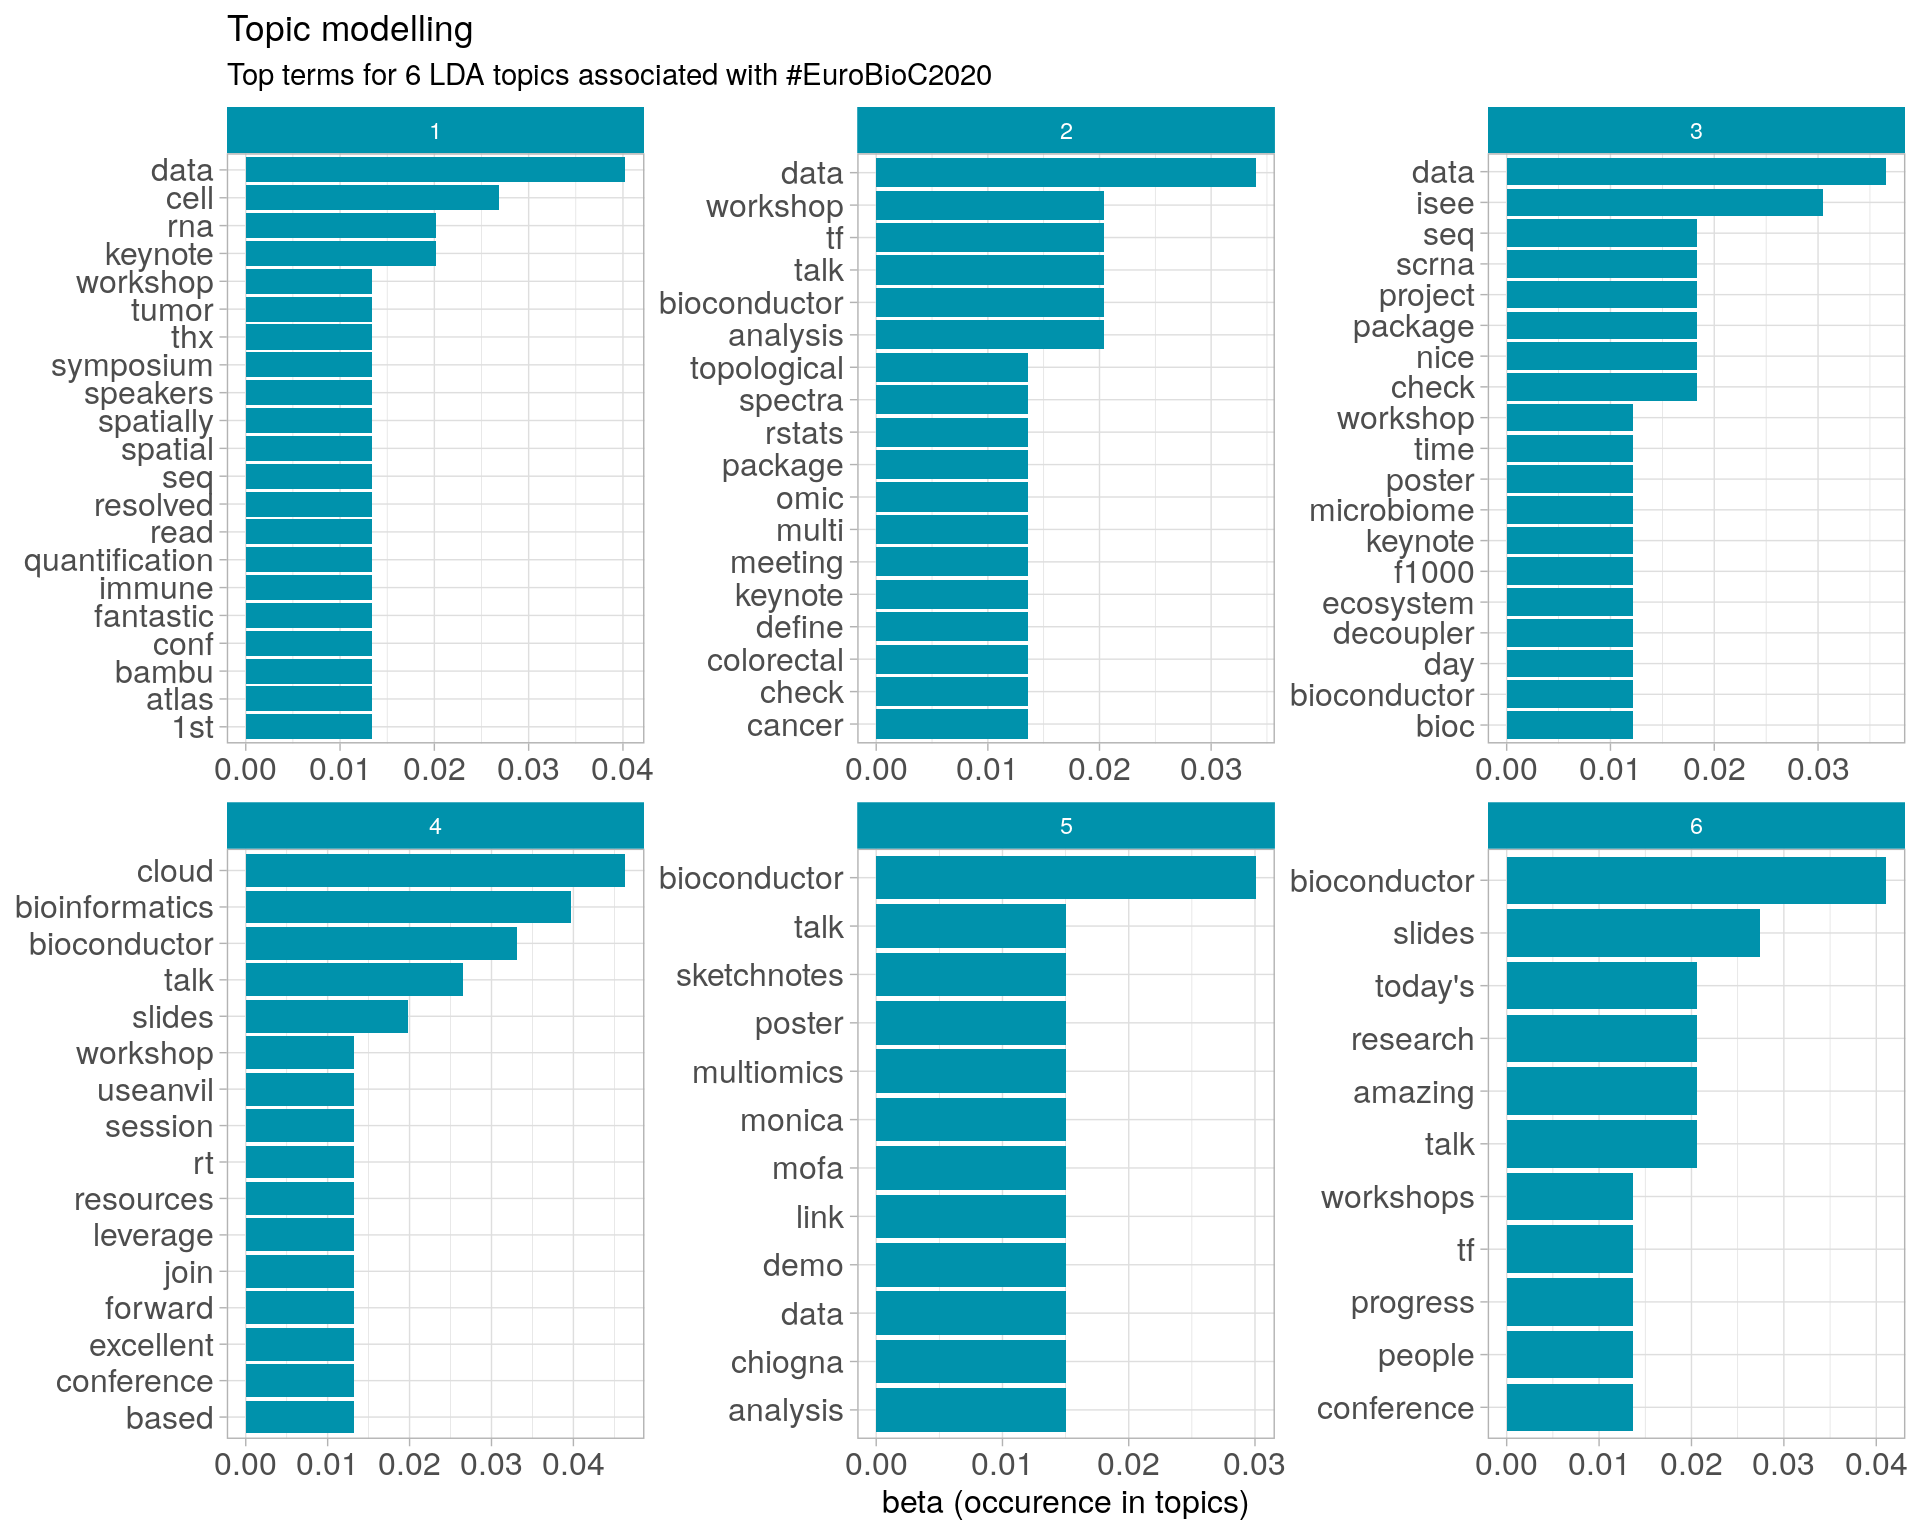 Topic modelling
Top terms for 6 LDA topics associated with #EuroBioC2020
1
data
cell
rna
keynote
workshop
tumor
thx
symposium
speakers
spatially
spatial
seq
resolved
read
quantification
immune
fantastic
conf
bambu
atlas
1st
0.00 0.01 0.02 0.03 0.04
2
data
workshop
tf
talk
bioconductor
analysis
topological
spectra
rstats
package
omic
multi
meeting
keynote
define
colorectal
check
cancer
0.00 0.01 0.02 0.03
3
data
isee
seq
scrna
project
package
nice
check
workshop
time
poster
microbiome
keynote
f1000
ecosystem
decoupler
day
bioconductor
bioc
0.00 0.01 0.02 0.03
4
cloud
bioinformatics
bioconductor
talk
slides
workshop
useanvil
session
rt
resources
leverage
join
forward
excellent
conference
based
0.00 0.01 0.02 0.03 0.04
5
bioconductor
talk
sketchnotes
poster
multiomics
monica
mofa
link
demo
data
chiogna
analysis
0.00 0.01 0.02 0.03
6
bioconductor
slides
today's
research
amazing
talk
workshops
tf
progress
people
conference
0.00 0.01 0.02 0.03 0.04
beta (occurence in topics)